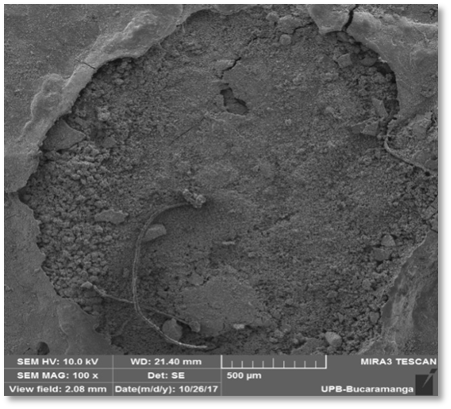 SEM HV: 10.0 kV WD: 21.40 mm MIRA3 TESCAN
SEM MAG: 100 x Det: SE 500 µm
View field: 2.08 mm Date(m/d/y): 10/26/17 UPB-Bucaramanga